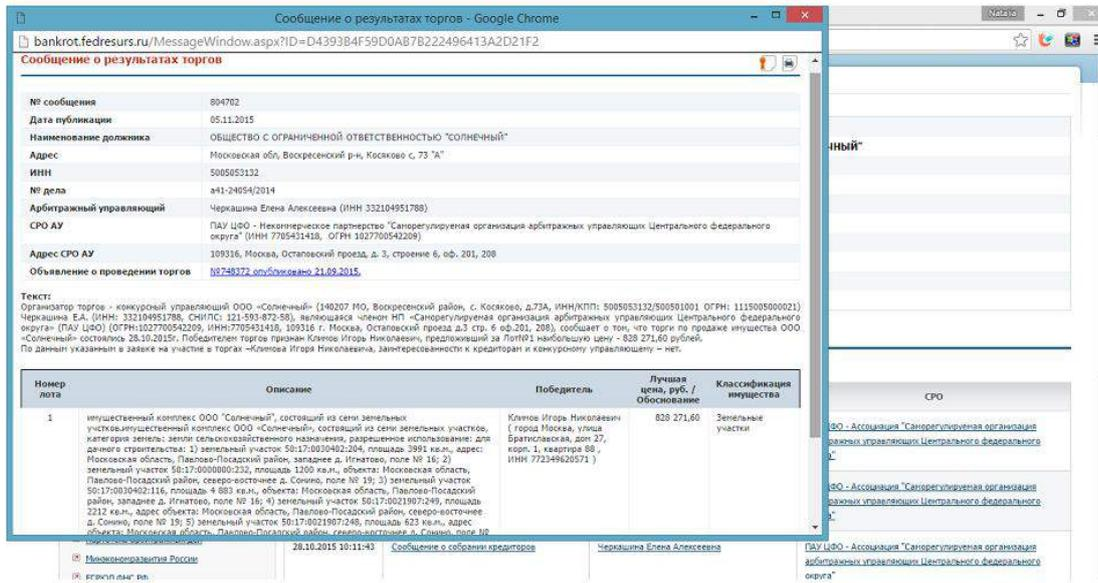 Сообщение о результатах торгов - Google Chrome
Natalia
bankrot.fedresurs.ru/MessageWindow.aspx?ID=D4393B4F59D0AB7B222496413A2D21F2
Сообщение о результатах торгов
№ сообщения 804702
Дата публикации 05.11.2015
Наименование должника ОБЩЕСТВО С ОГРАНИЧЕННОЙ ОТВЕТСТВЕННОСТЬЮ "СОЛНЕЧНЫЙ"
Адрес Московская обл, Воскресенский р-н, Косяково с, 73 "А"
ИНН 5005053132
№ дела а41-24054/2014
Арбитражный управляющий Черкашина Елена Алексеевна (ИНН 332104951788)
СРО АУ ПАУ ЦФО - Некоммерческое партнерство "Саморегулируемая организация арбитражных управляющих Центрального федерального
округа" (ИНН 7705431418, ОГРН 1027700542209)
Адрес СРО АУ 109316, Москва, Остаповский проезд, д. 3, строение 6, оф. 201, 208
Объявление о проведении торгов №748372 опубликовано 21.09.2015.
Текст:
Организатор торгов - конкурсный управляющий ООО «Солнечный» (140207 МО, Воскресенский район, с. Косяково, д.73А, ИНН/КПП: 5005053132/500501001 ОГРН: 1115005000021)
Черкашина Е.А. (ИНН: 332104951788, СНИЛС: 121-593-872-58), являющаяся членом НП «Саморегулируемая организация арбитражных управляющих Центрального федерального
округа» (ПАУ ЦФО) (ОГРН:1027700542209, ИНН:7705431418, 109316 г. Москва, Остаповский проезд д.3 стр. 6 оф.201, 208), сообщает о том, что торги по продаже имущества ООО
«Солнечный» состоялись 28.10.2015г. Победителем торгов признан Климов Игорь Николаевич, предложивший за Лот№1 наибольшую цену - 828 271,60 рублей.
По данным указанным в заявке на участие в торгах –Климова Игоря Николаевича, заинтересованности к кредиторам и конкурсному управляющему – нет.
Номер лота Описание Победитель Лучшая цена, руб. / Обоснование Классификация имущества
1 имущественный комплекс ООО "Солнечный", состоящий из семи земельных Климов Игорь Николаевич 828 271,60 Земельные
участков.имущественный комплекс ООО «Солнечный», состоящий из семи земельных участков, ( город Москва, улица участки
категория земель: земли сельскохозяйственного назначения, разрешенное использование: для Братиславская, дом 27,
дачного строительства: 1) земельный участок 50:17:0030402:204, площадь 3991 кв.м., адрес: корп. 1, квартира 88 ,
Московская область, Павлово-Посадский район, западнее д. Игнатово, поле № 16; 2) ИНН 772349620571 )
земельный участок 50:17:0000000:232, площадь 1200 кв.м., объекта: Московская область,
Павлово-Посадский район, северо-восточнее д. Сонино, поле № 19; 3) земельный участок
50:17:0030402:116, площадь 4 883 кв.м., объекта: Московская область, Павлово-Посадский
район, западнее д. Игнатово, поле № 16; 4) земельный участок 50:17:0021907:249, площадь
2212 кв.м., адрес объекта: Московская область, Павлово-Посадский район, северо-восточнее
д. Сонино, поле № 19; 5) земельный участок 50:17:0021907:248, площадь 623 кв.м., адрес
объекта: Московская область, Павлово-Посадский район, северо-восточнее д. Сонино, поле №
чный"
СРО
ЦФО - Ассоциация "Саморегулируемая организация
арбитражных управляющих Центрального федерального
ЦФО - Ассоциация "Саморегулируемая организация
арбитражных управляющих Центрального федерального
Минэкономразвития России
28.10.2015 10:11:43 Сообщение о собрании кредиторов Черкашина Елена Алексеевна ПАУ ЦФО - Ассоциация "Саморегулируемая организация
арбитражных управляющих Центрального федерального
округа"